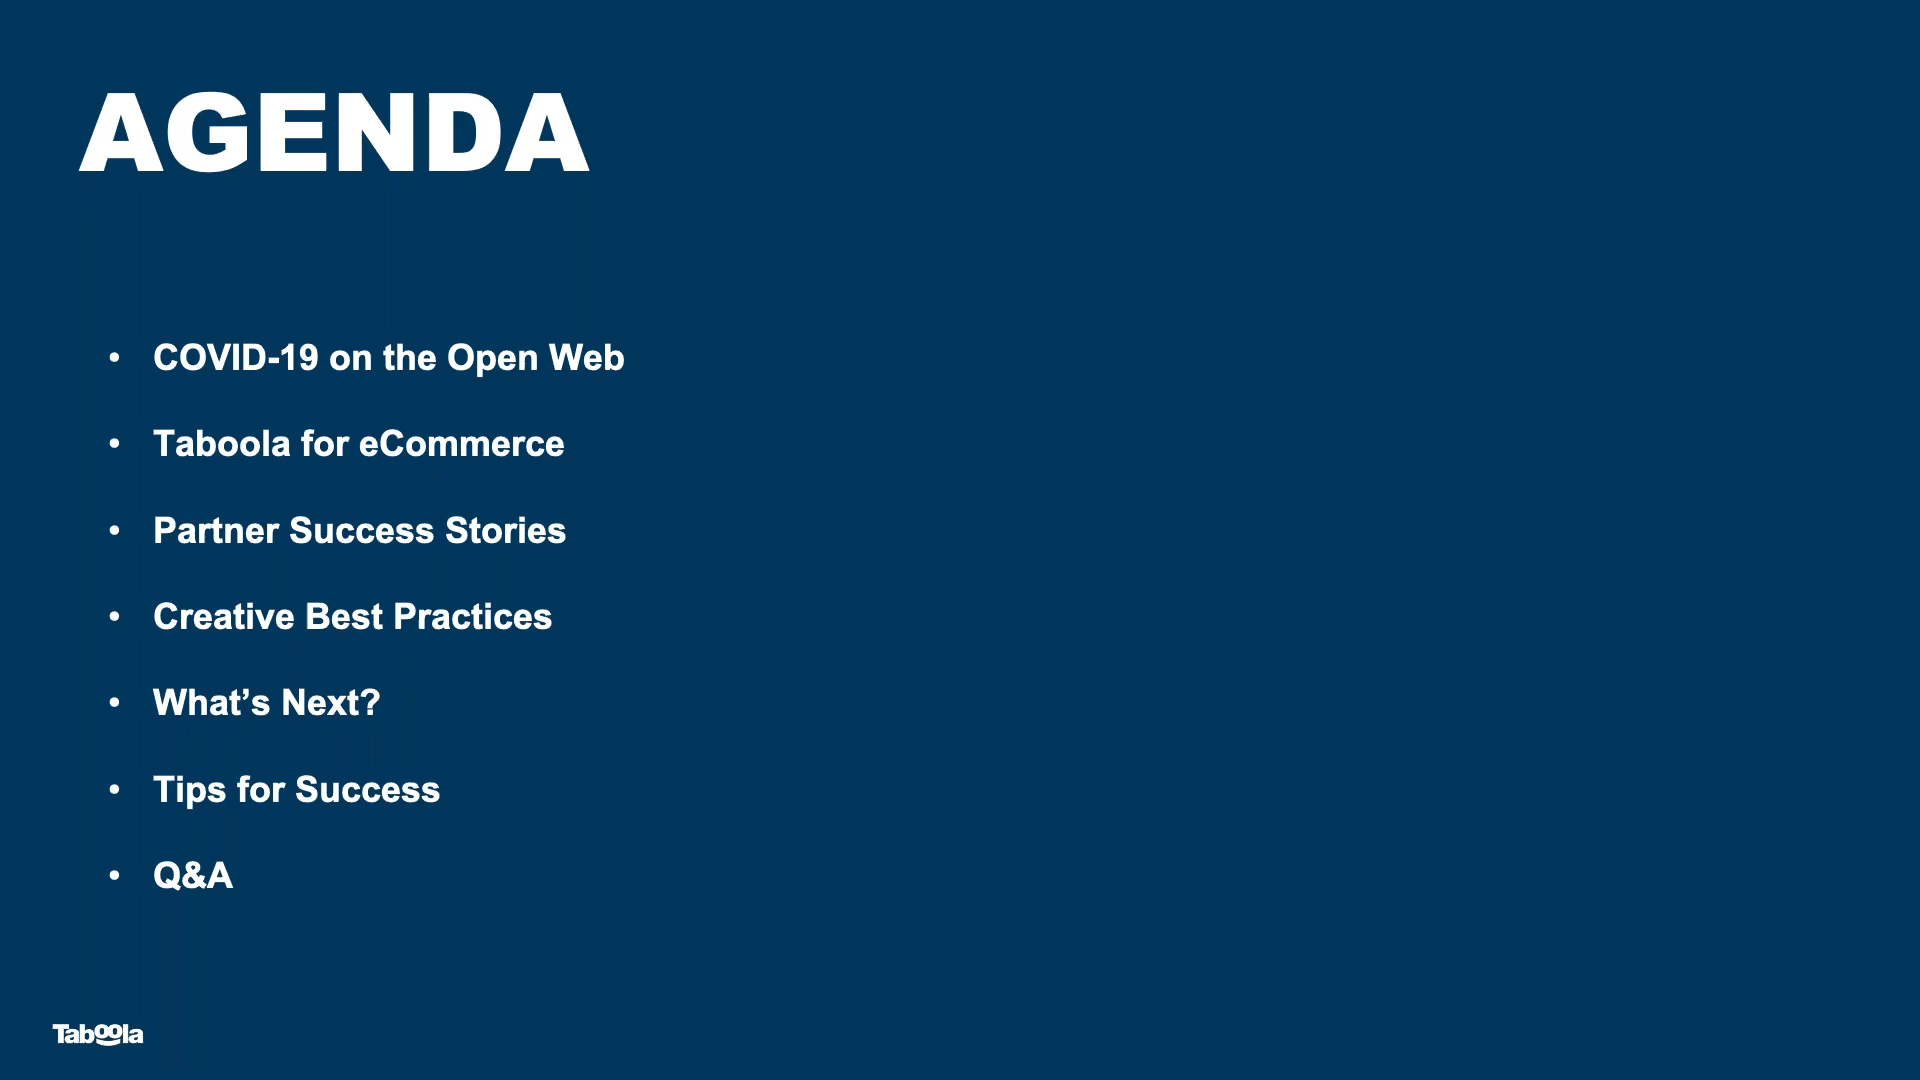 AGENDA
• COVID-19 on the Open Web
• Taboola for eCommerce
• Partner Success Stories
• Creative Best Practices
• What’s Next?
• Tips for Success
• Q&A
Taboola